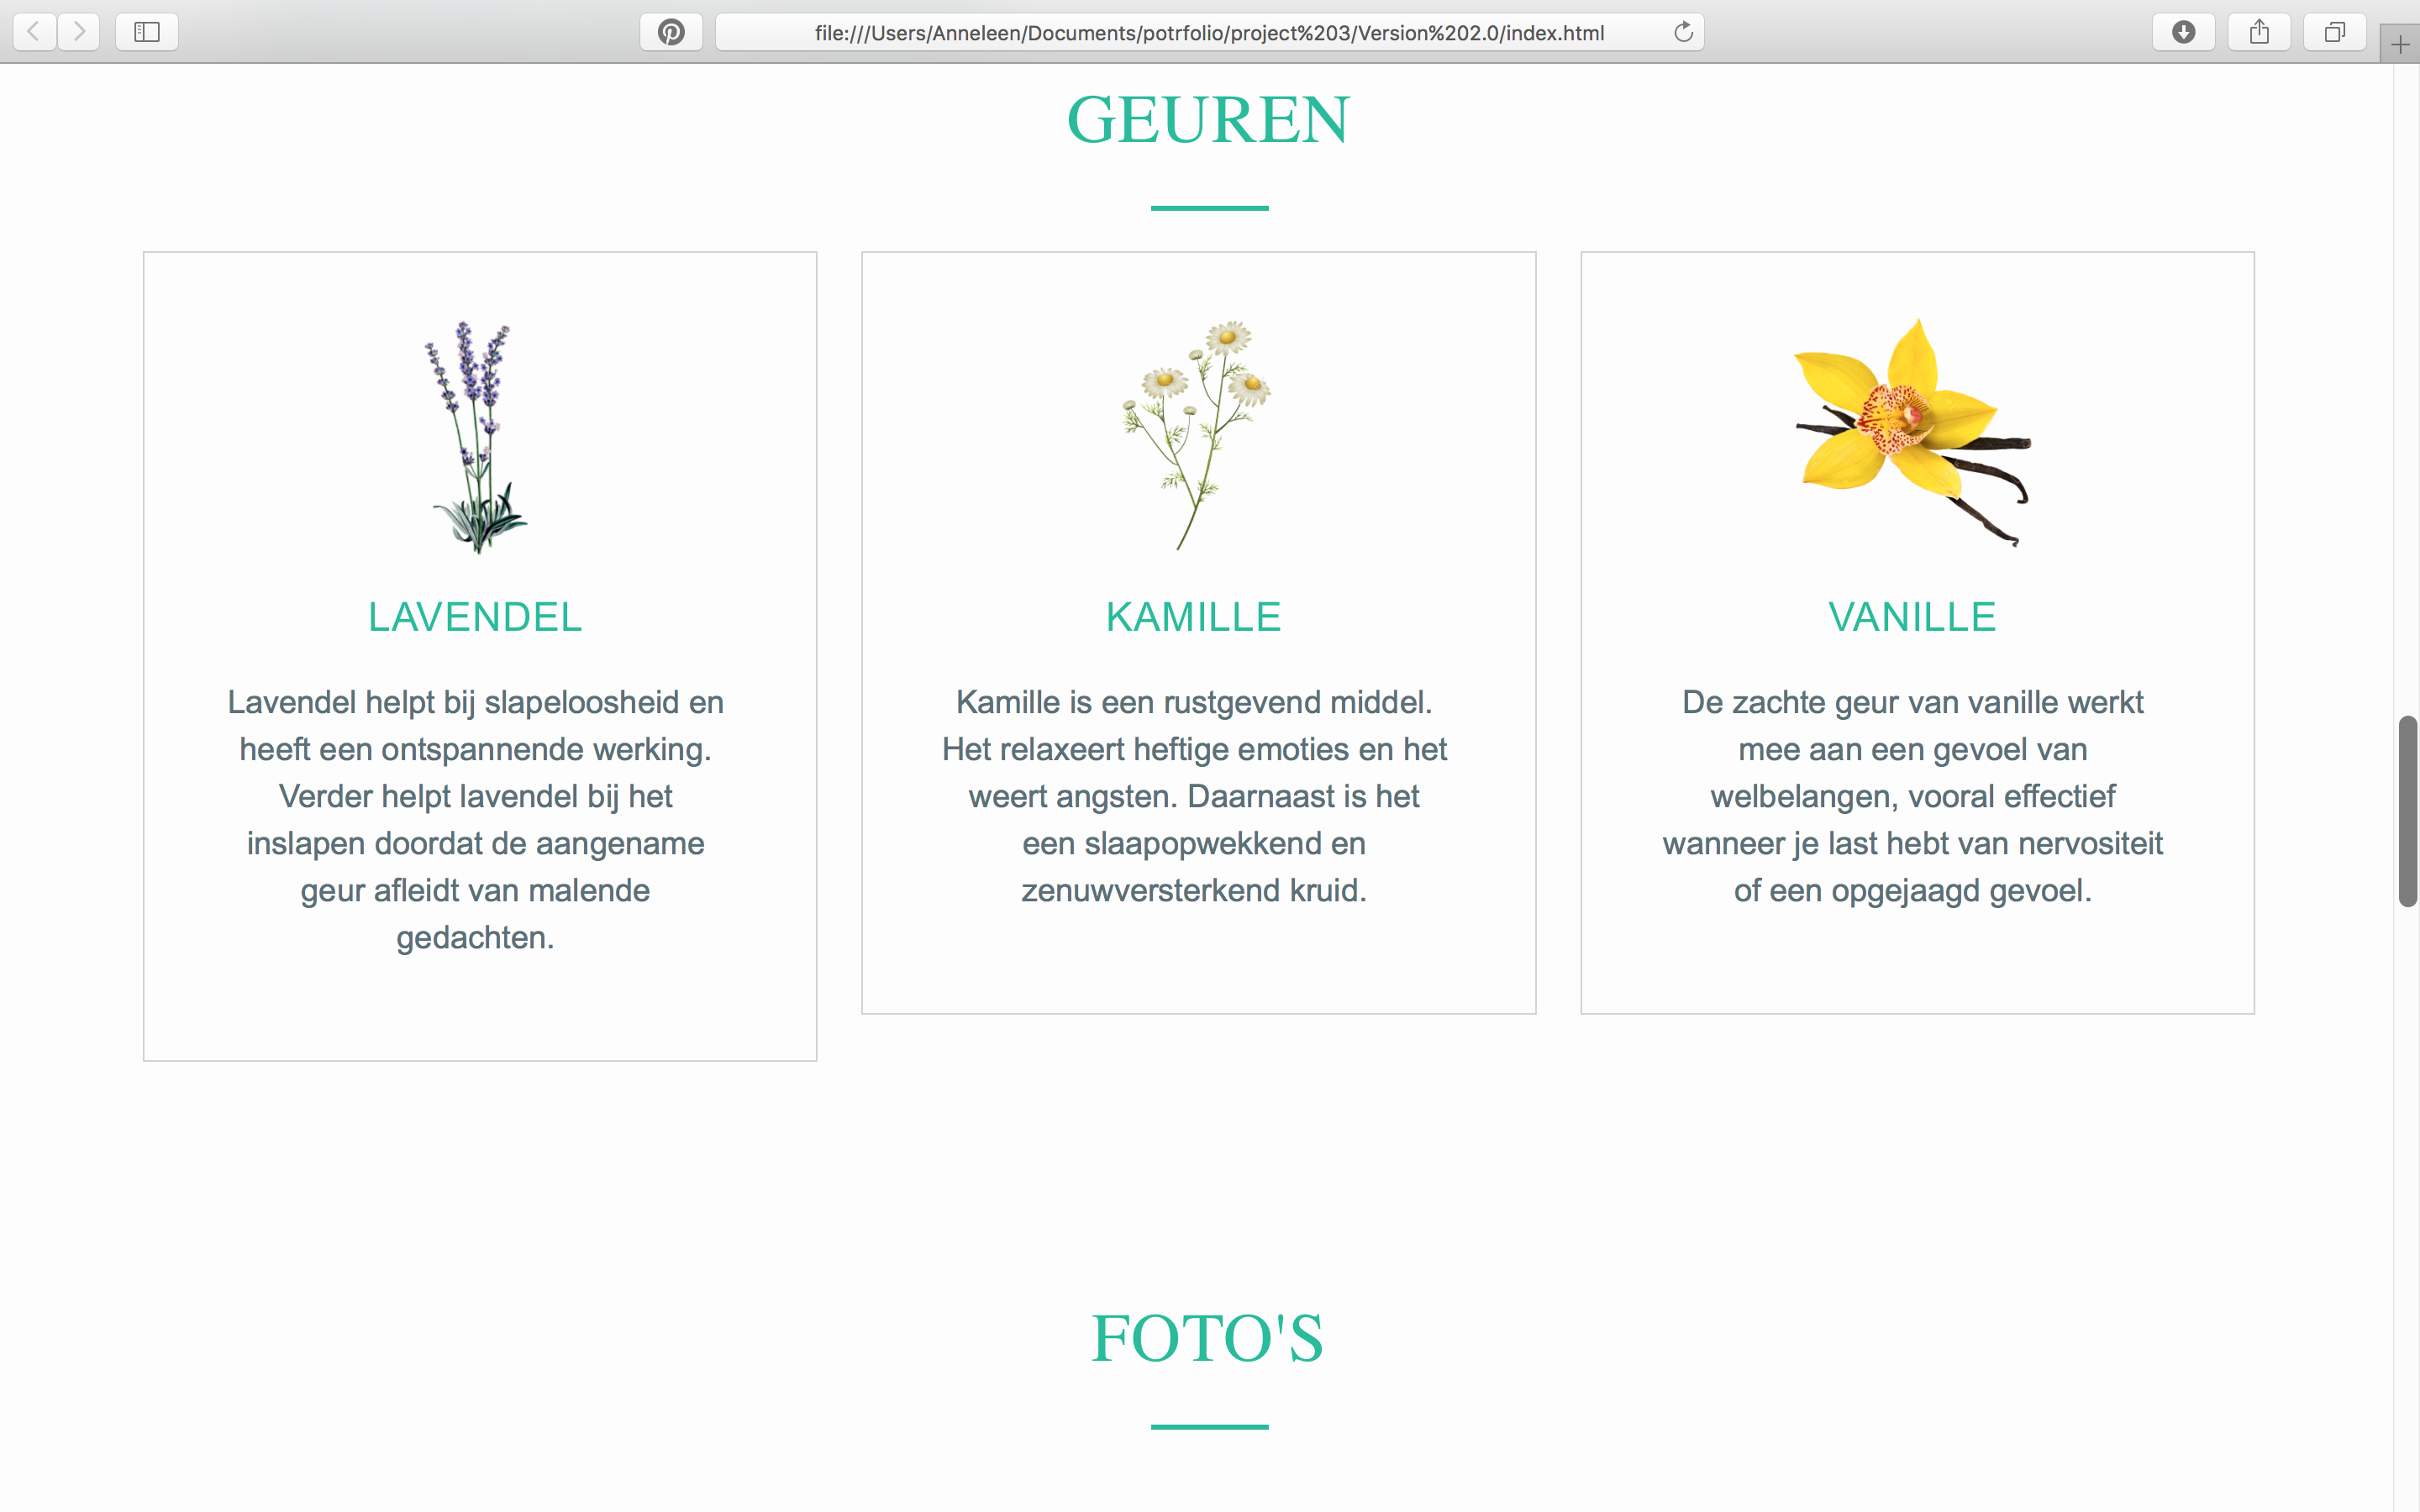 file:///Users/Anneleen/Documents/potrfolio/project%203/Version%202.0/index.html
GEUREN
LAVENDEL
Lavendel helpt bij slapeloosheid en
heeft een ontspannende werking.
Verder helpt lavendel bij het
inslapen doordat de aangename
geur afleidt van malende
gedachten.
KAMILLE
Kamille is een rustgevend middel.
Het relaxeert heftige emoties en het
weert angsten. Daarnaast is het
een slaapopwekkend en
zenuwversterkend kruid.
VANILLE
De zachte geur van vanille werkt
mee aan een gevoel van
welbelangen, vooral effectief
wanneer je last hebt van nervositeit
of een opgejaagd gevoel.
FOTO'S